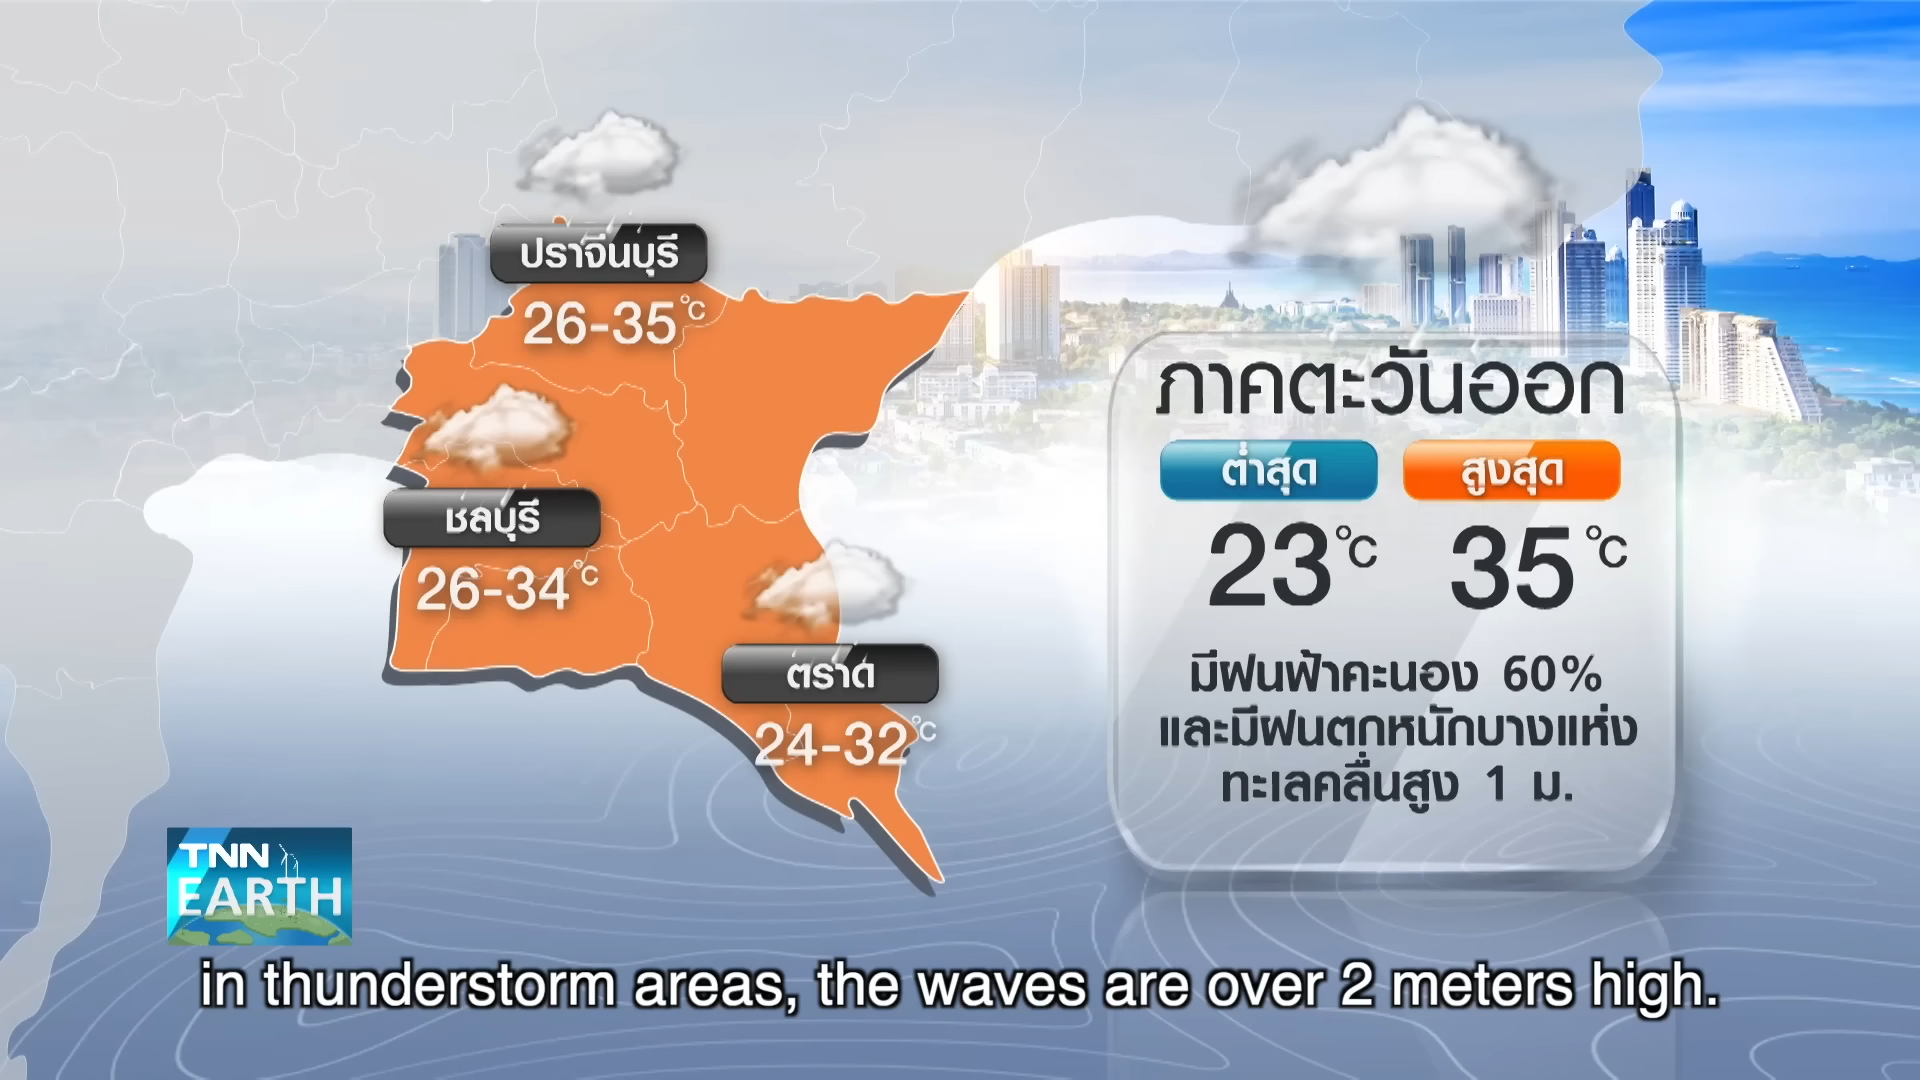 ปราจีนบุรี
26-35°C
ชลบุรี
26-34°C
ตราด
24-32°C
ภาคตะวันออก
ต่ำสุด สูงสุด
23°C 35°C
มีฝนฟ้าคะนอง 60%
และมีฝนตกหนักบางแห่ง
ทะเลคลื่นสูง 1 ม.
TNN
EARTH
in thunderstorm areas, the waves are over 2 meters high.